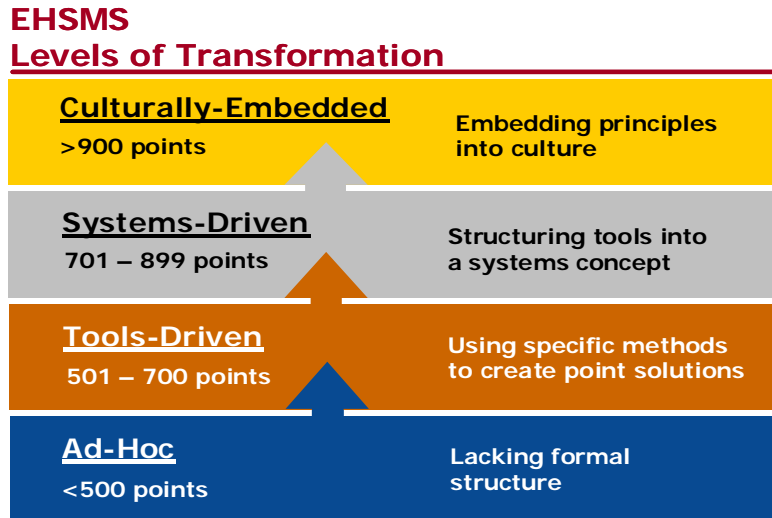 EHSMS
Levels of Transformation
Culturally-Embedded
>900 points
Embedding principles
into culture
Systems-Driven
701 – 899 points
Structuring tools into
a systems concept
Tools-Driven
501 – 700 points
Using specific methods
to create point solutions
Ad-Hoc
<500 points
Lacking formal
structure